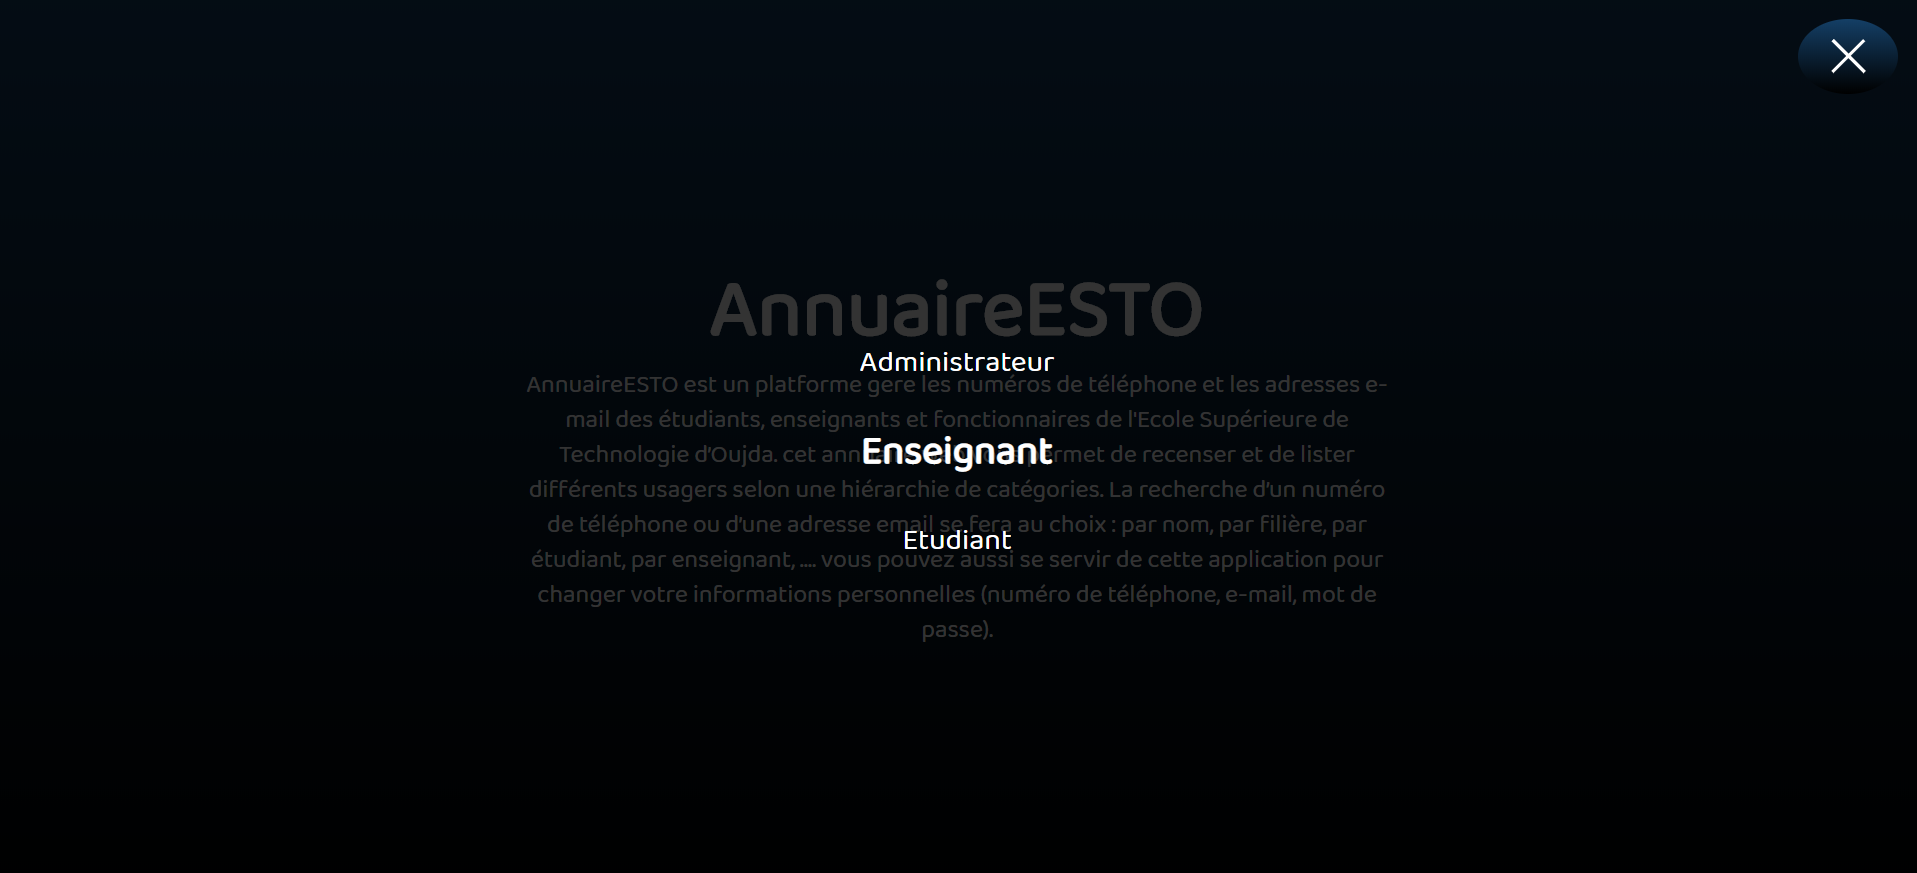 AnnuaireESTO
Administrateur
AnnuaireESTO est un platforme gere les numéros de téléphone et les adresses e-
mail des étudiants, enseignants et fonctionnaires de l'Ecole Supérieure de
Technologie d'Oujda. cet permet de recenser et de lister
Enseignant
différents usagers selon une hiérarchie de catégories. La recherche d'un numéro
de téléphone ou d'une adresse email se fera au choix : par nom, par filière, par
Etudiant
étudiant, par enseignant, .... vous pouvez aussi se servir de cette application pour
changer votre informations personnelles (numéro de téléphone, e-mail, mot de
passe).